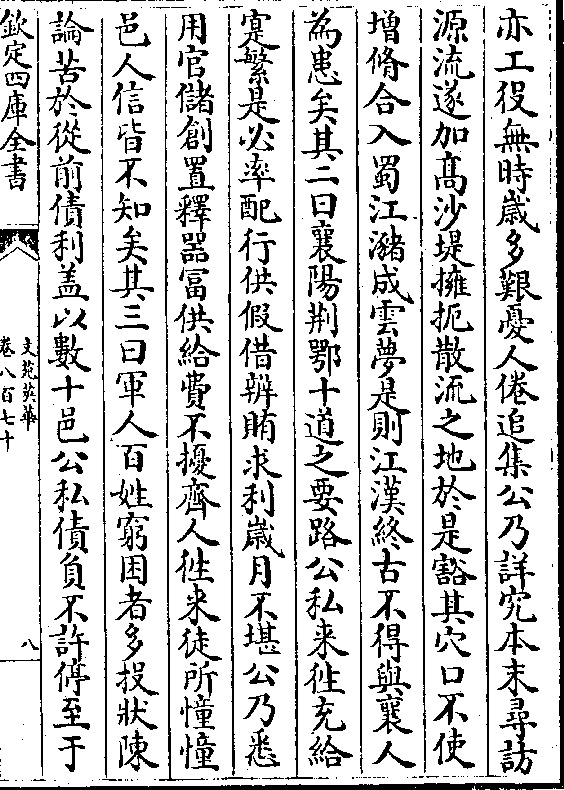 亦工役無時歲多艱憂人倦追集公乃詳究本末尋訪
源流遂加髙沙堤擁扼散流之地於是豁其穴口不使
增脩合入蜀江瀦成雲夢是則江漢終古不得與襄人
為患矣其二曰襄陽荆鄂十道之要路公私来徃充給
寔繁是必率配行供假借辨賄求利歲月不堪公乃悉
用官儲創置釋器冨供給費不擾齊人徃来徒所憧憧
邑人信皆不知矣其三曰軍人百姓窮困者多投狀陳
論苦於從前債利盖以數十邑公私債負不許停至于
欽定四庫全書
文苑英華
卷八百七十
八